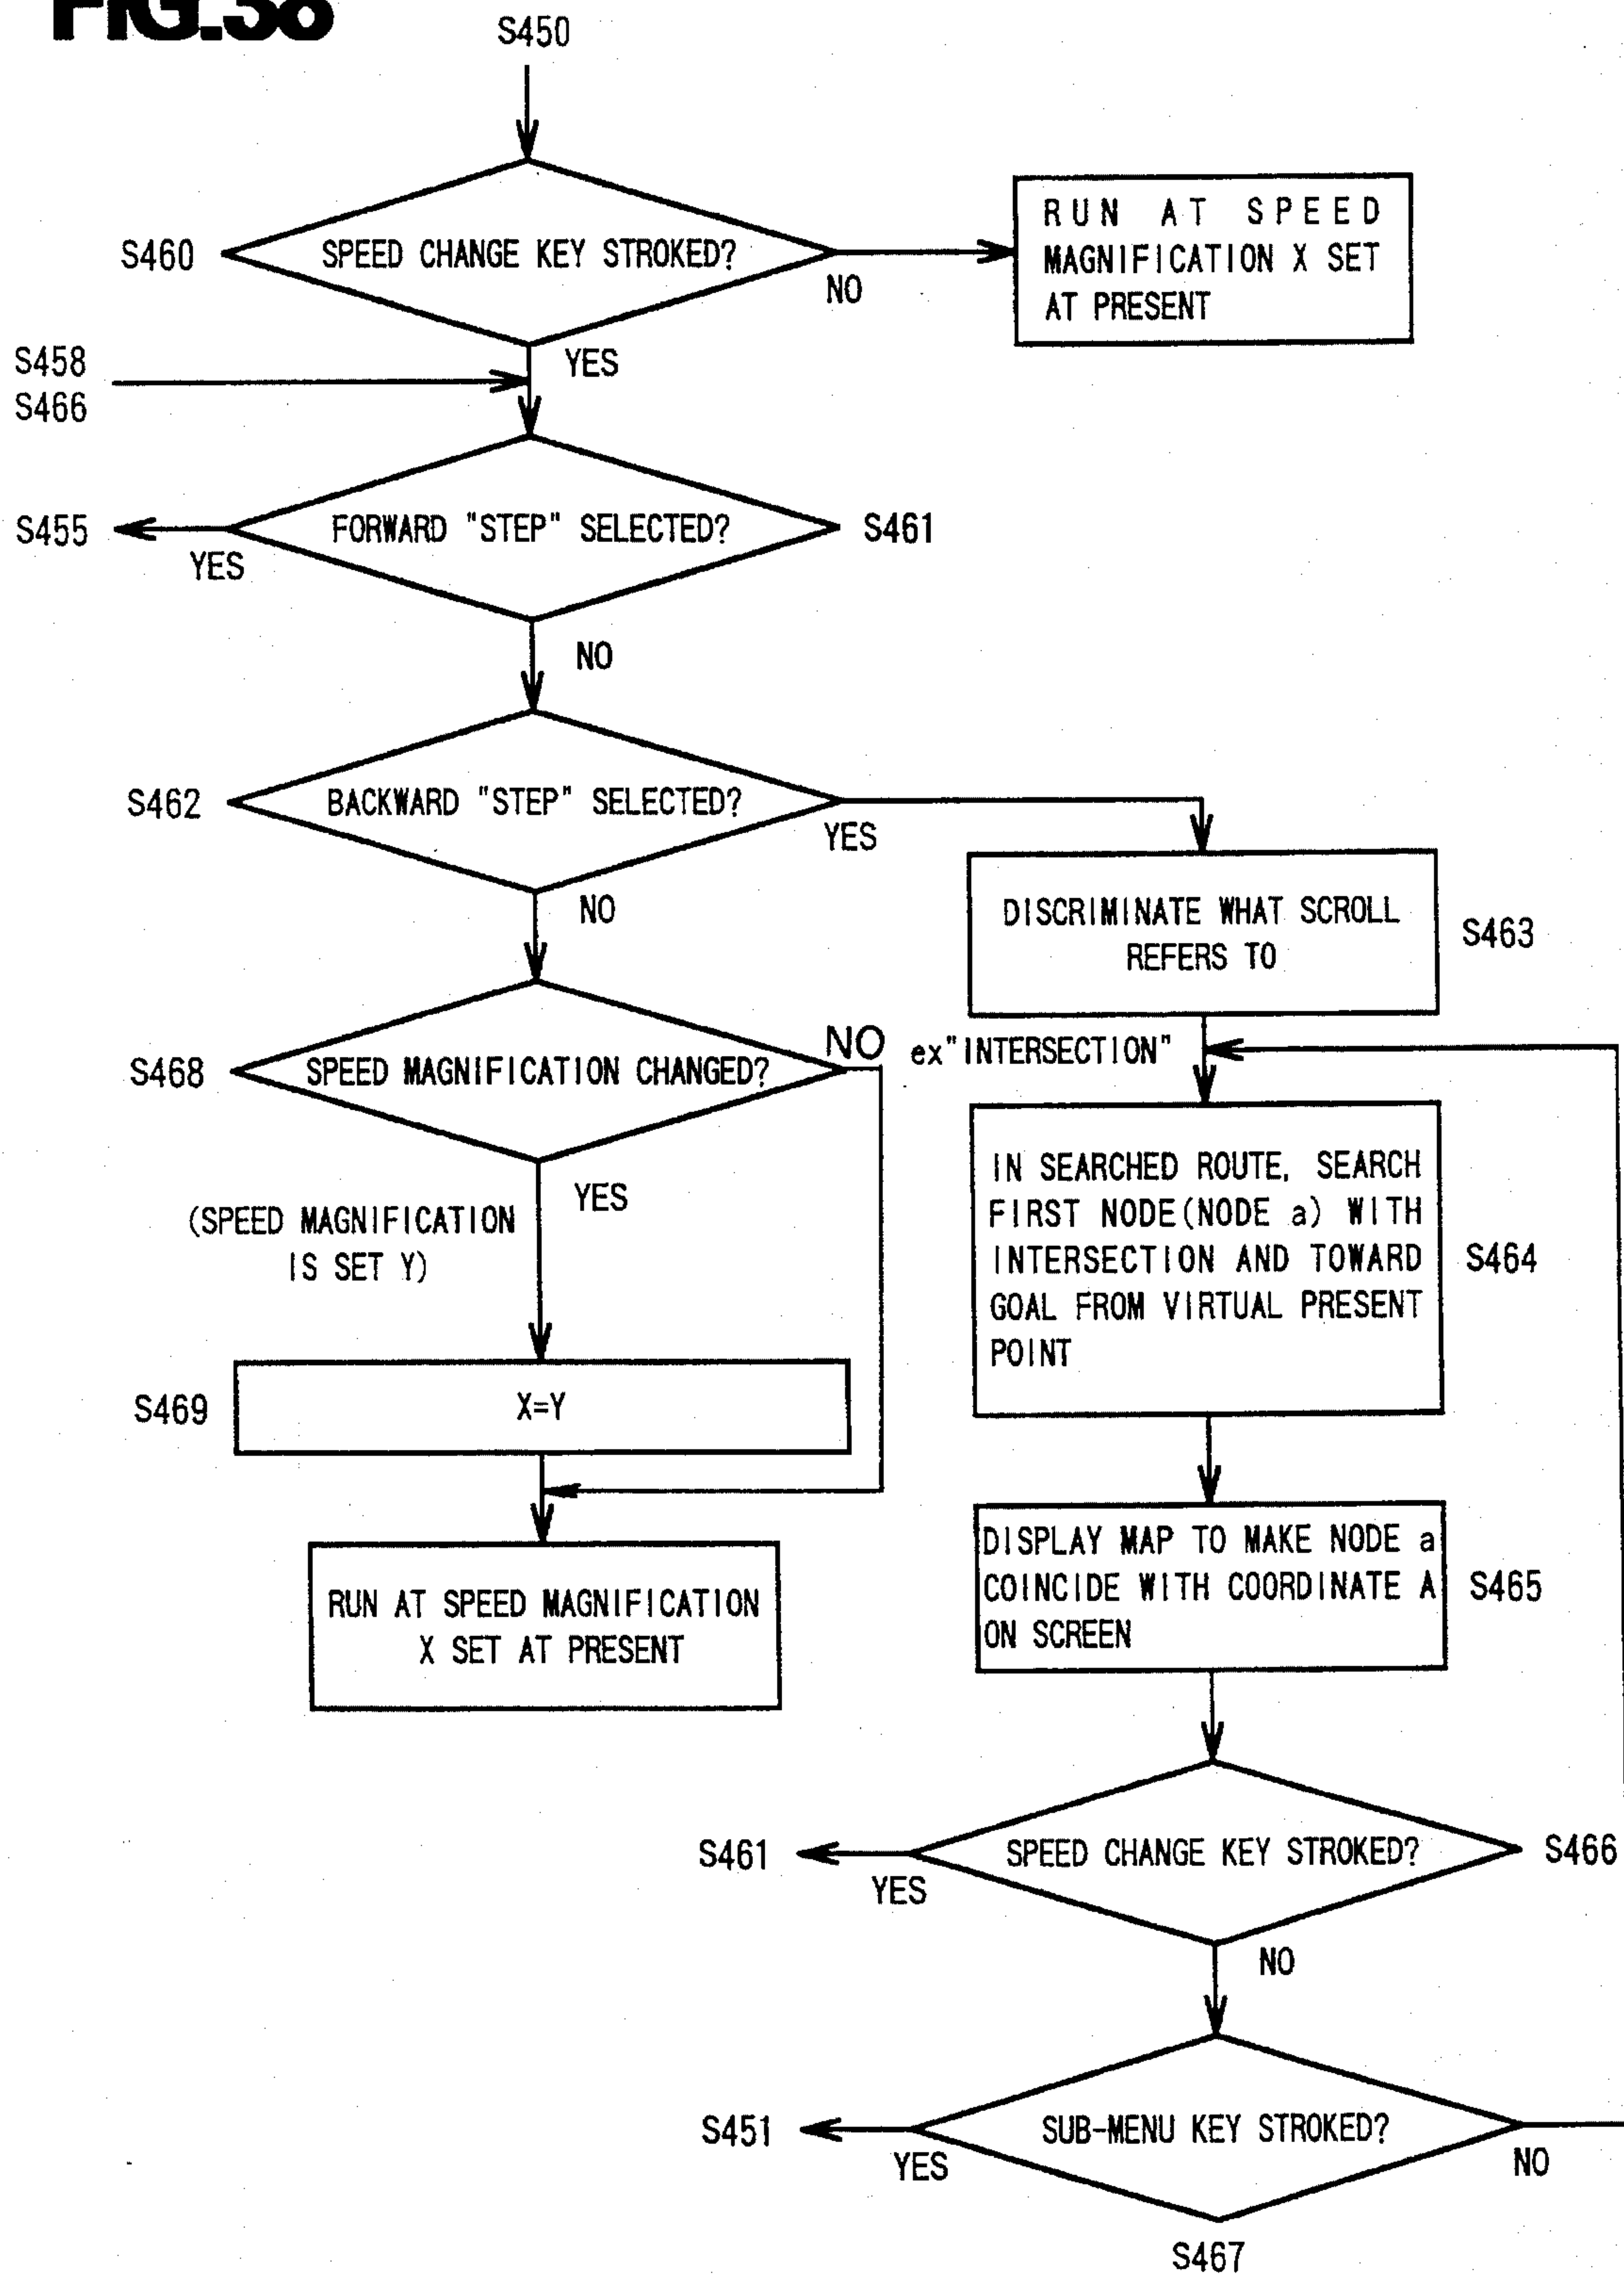 FIG.38
S450
S460
SPEED CHANGE KEY STROKED?
NO
RUN AT SPEED
MAGNIFICATION X SET
AT PRESENT
YES
S458
S466
FORWARD "STEP" SELECTED?
S461
S455
YES
NO
S462
BACKWARD "STEP" SELECTED?
YES
NO
DISCRIMINATE WHAT SCROLL
REFERS TO
S463
S468
SPEED MAGNIFICATION CHANGED?
NO
ex"INTERSECTION"
YES
(SPEED MAGNIFICATION
IS SET Y)
IN SEARCHED ROUTE, SEARCH
FIRST NODE(NODE a) WITH
INTERSECTION AND TOWARD
GOAL FROM VIRTUAL PRESENT
POINT
S464
S469
X=Y
RUN AT SPEED MAGNIFICATION
X SET AT PRESENT
DISPLAY MAP TO MAKE NODE a
COINCIDE WITH COORDINATE A
ON SCREEN
S465
S461
YES
SPEED CHANGE KEY STROKED?
S466
NO
S451
YES
SUB-MENU KEY STROKED?
NO
S467